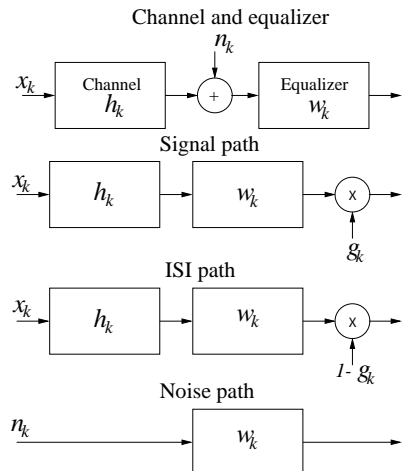 Channel and equalizer
n_k
x_k
Channel
h_k
+
Equalizer
w_k
Signal path
x_k
h_k
w_k
x
g_k
ISI path
x_k
h_k
w_k
x
1- g_k
Noise path
n_k
w_k